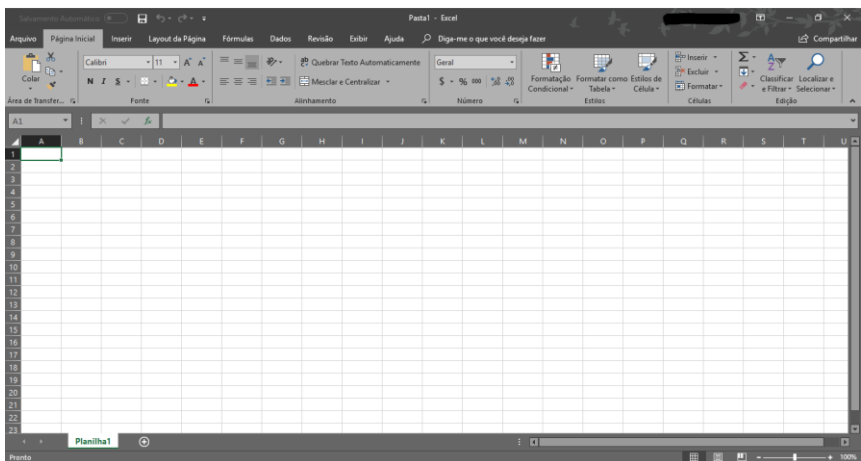 Salvamento Automático
Pasta1 - Excel
Arquivo Página Inicial Inserir Layout da Página Fórmulas Dados Revisão Exibir Ajuda Diga-me o que você deseja fazer Compartilhar
Colar
Calibri 11 A A
N I S A
Quebrar Texto Automaticamente
Mesclar e Centralizar
Geral
$ % 000
Formatação Condicional
Formatar como Tabela
Estilos de Célula
Inserir
Excluir
Formatar
Classificar e Filtrar
Localizar e Selecionar
Área de Transfer... Fonte Alinhamento Número Estilos Células Edição
A1 fx
A B C D E F G H I J K L M N O P Q R S T U
1
2
3
4
5
6
7
8
9
10
11
12
13
14
15
16
17
18
19
20
21
22
23
Planilha1
Pronto 100%